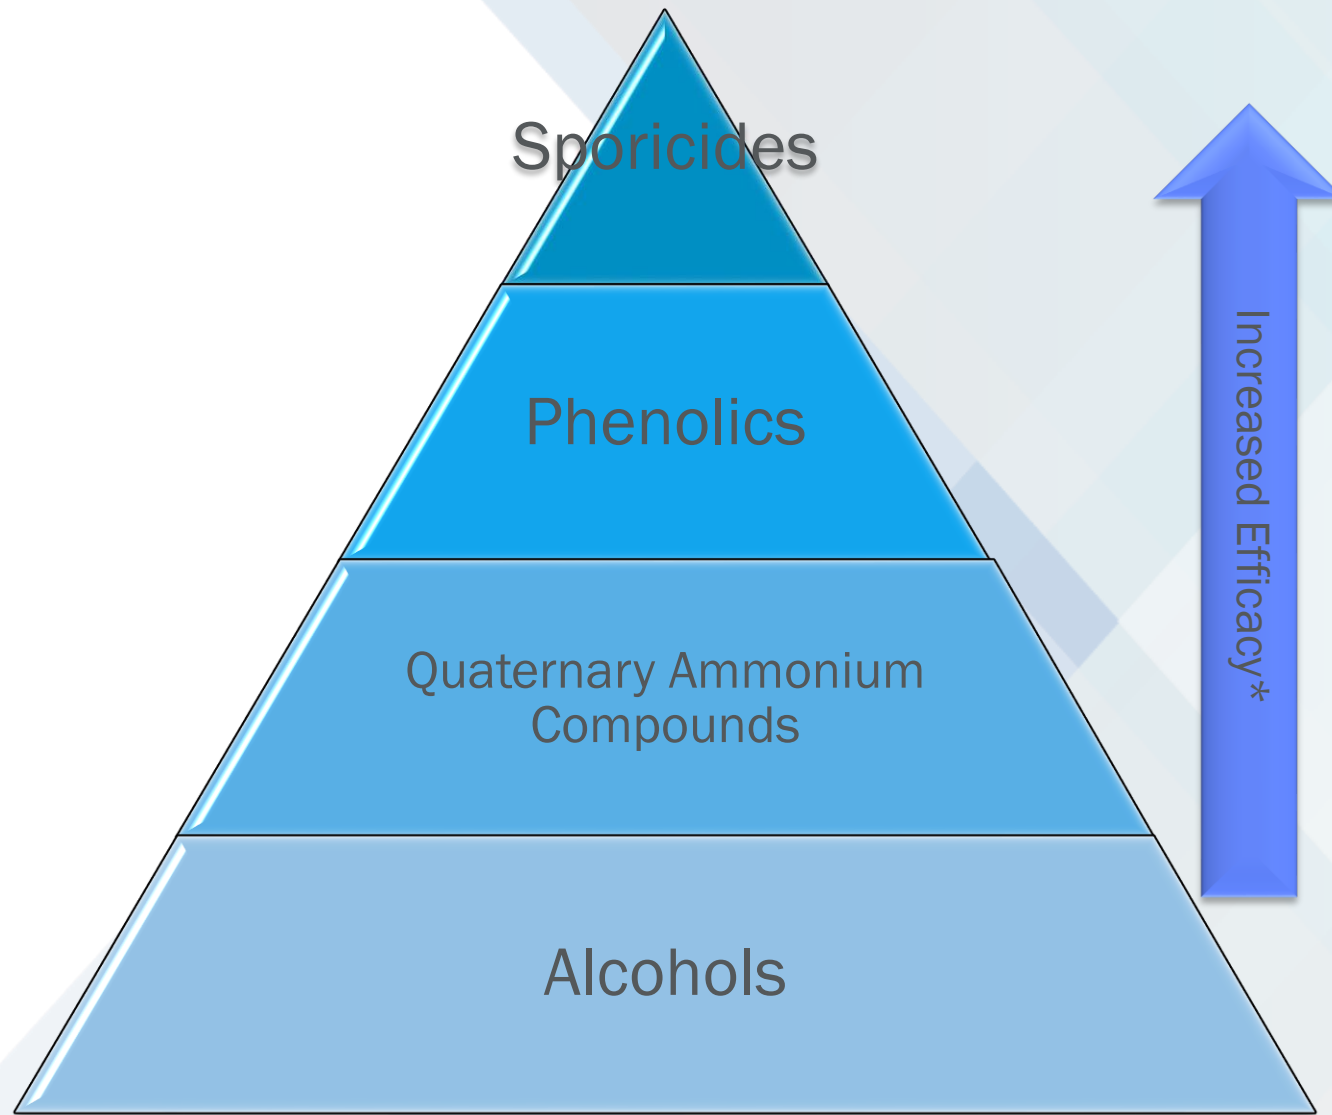 Sporicides
Phenolics
Quaternary Ammonium
Compounds
Alcohols
Increased Efficacy*